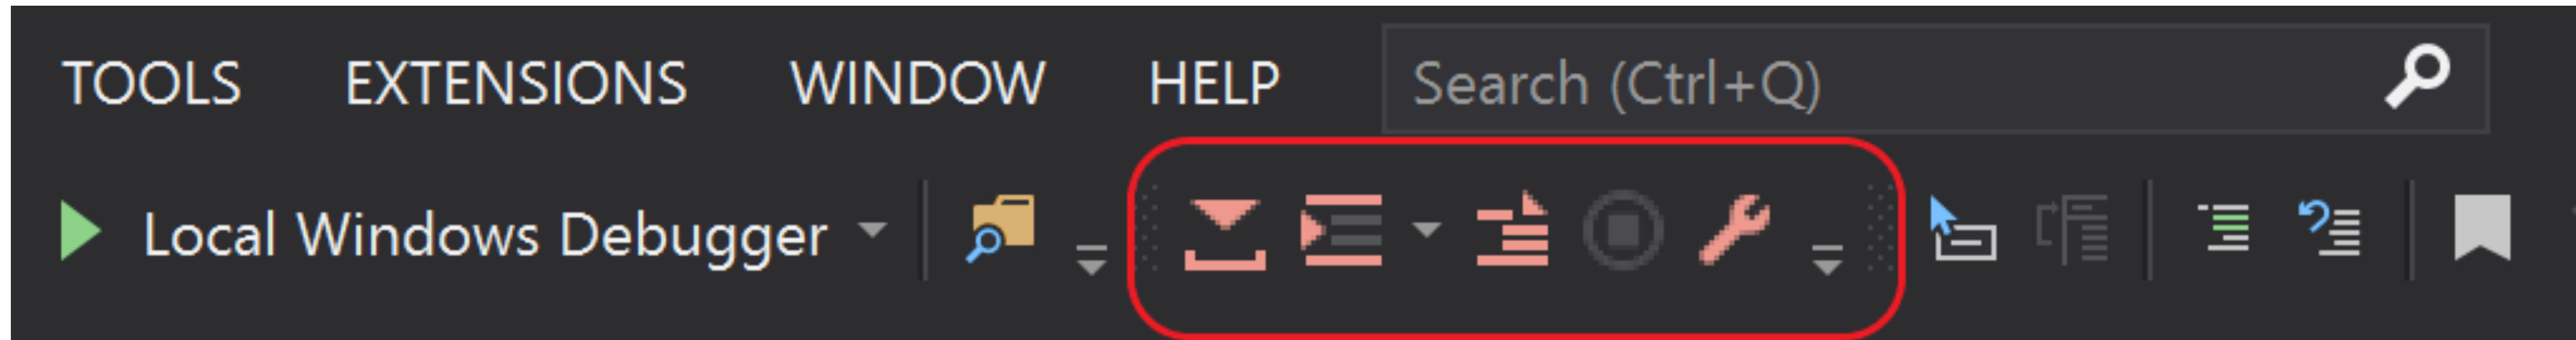 TOOLS EXTENSIONS WINDOW HELP Search (Ctrl+Q)
Local Windows Debugger